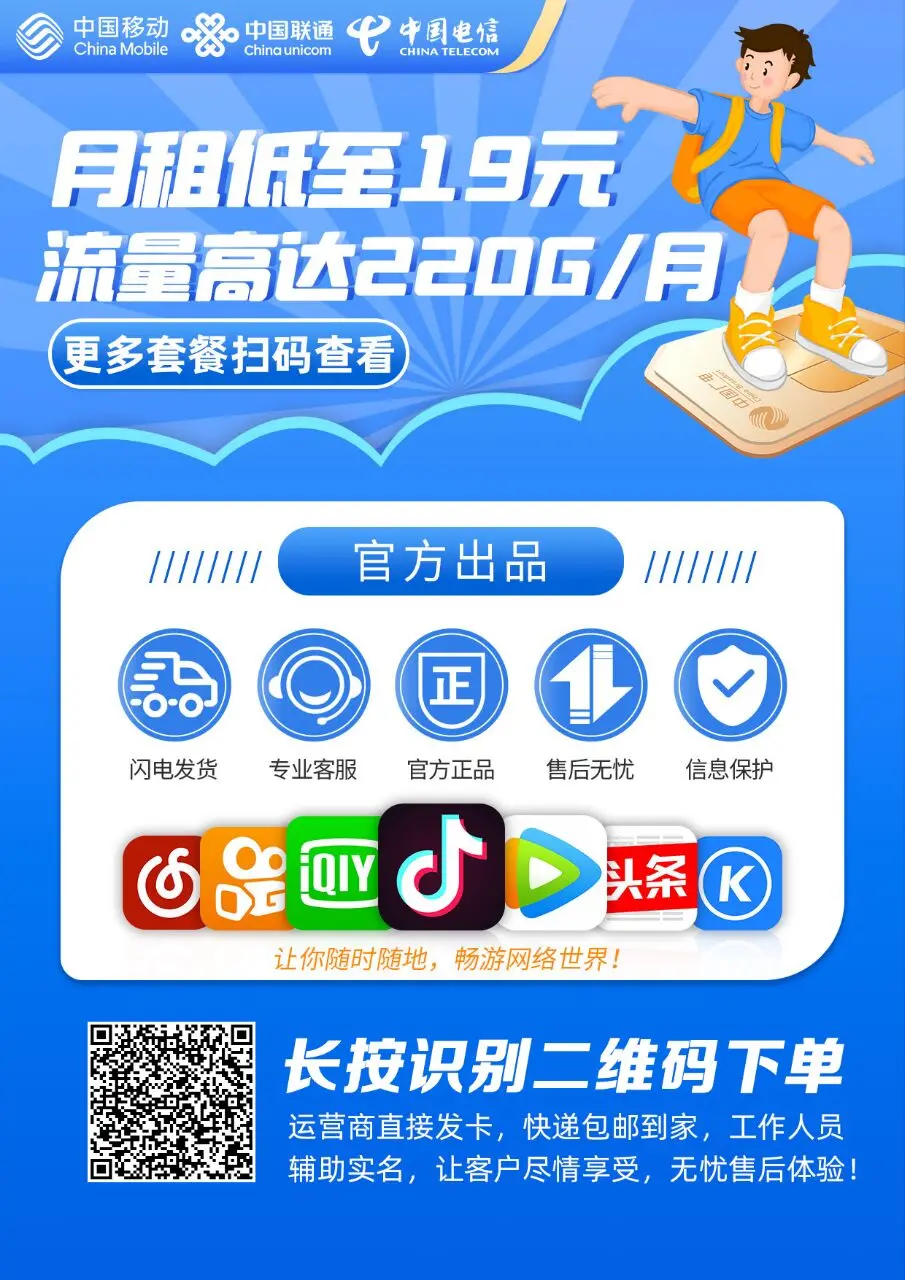 中国移动
China Mobile
中国联通
China unicom
中国电信
CHINA TELECOM
月租低至19元
流量高达220G/月
更多套餐扫码查看
中国广电
官方出品
闪电发货
专业客服
正
官方正品
售后无忧
信息保护
iQIY
头条
K
让你随时随地，畅游网络世界！
长按识别二维码下单
运营商直接发卡，快递包邮到家，工作人员
辅助实名，让客户尽情享受，无忧售后体验！